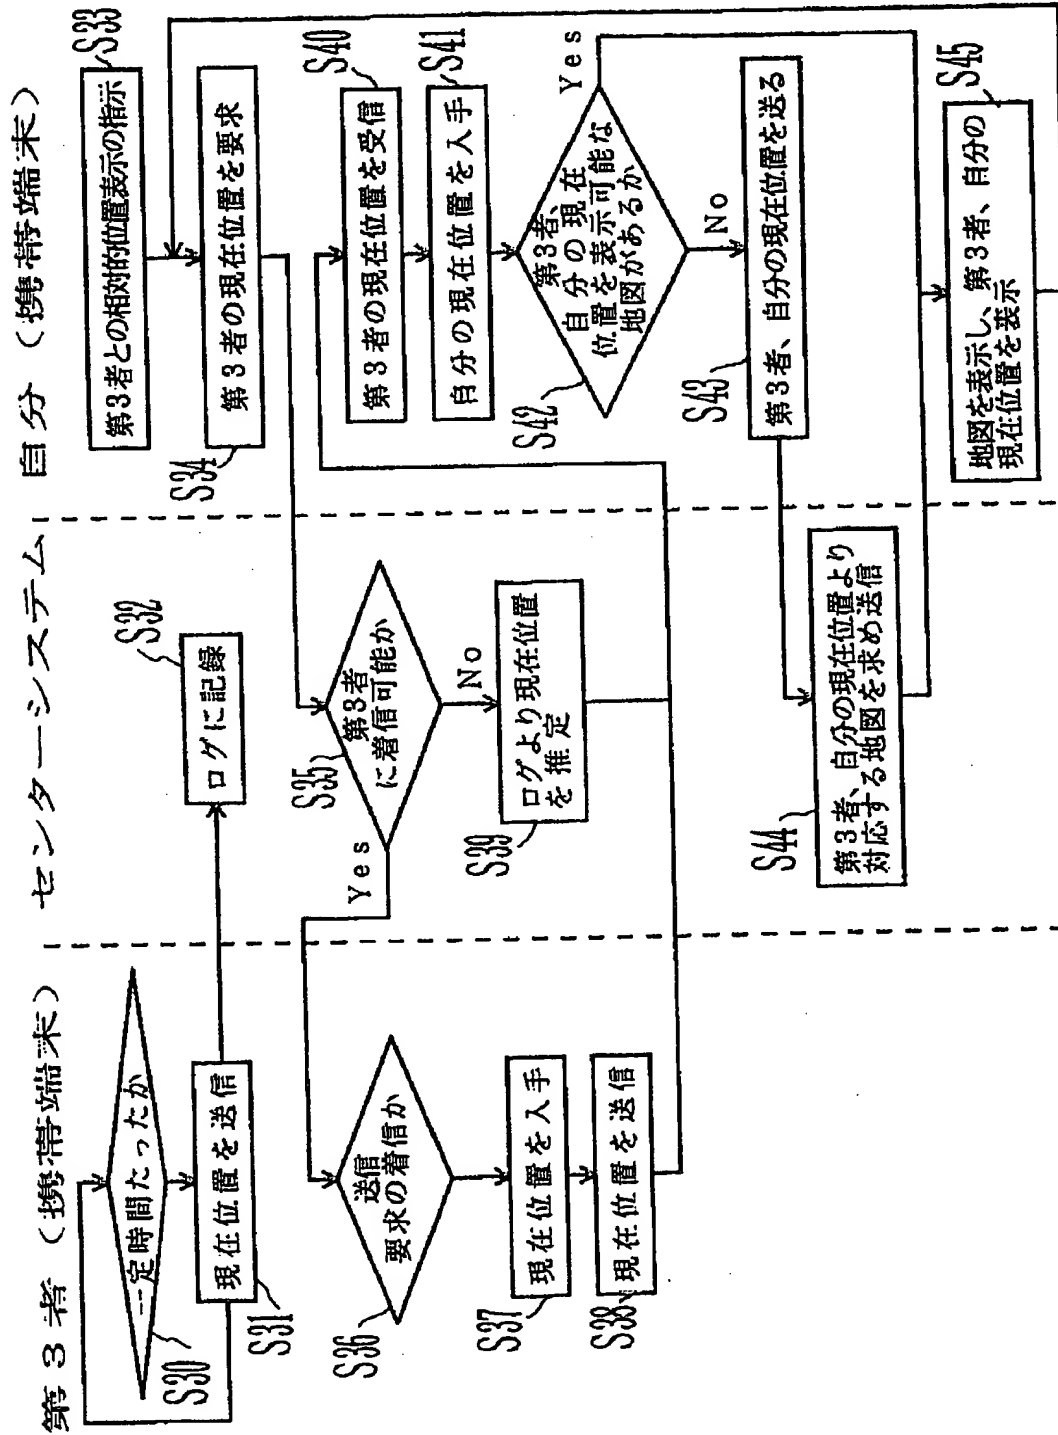 第3者（携帯端末）
一定時間たったか
S30
現在位置を送信
S31
送信
要求の着信か
S36
現在位置を入手
S37
現在位置を送信
S38
センターシステム
ログに記録
S32
第3者
に着信可能か
S35
Yes
No
ログより現在位置
を推定
S39
第3者、自分の現在位置より
対応する地図を求め送信
S44
自分（携帯端末）
第3者との相対的位置表示の指示
S33
第3者の現在位置を要求
S34
第3者の現在位置を受信
S40
自分の現在位置を入手
S41
第3者、
自分の現在
位置を表示可能な
地図があるか
S42
Yes
No
第3者、自分の現在位置を送る
S43
地図を表示し、第3者、自分の
現在位置を表示
S45